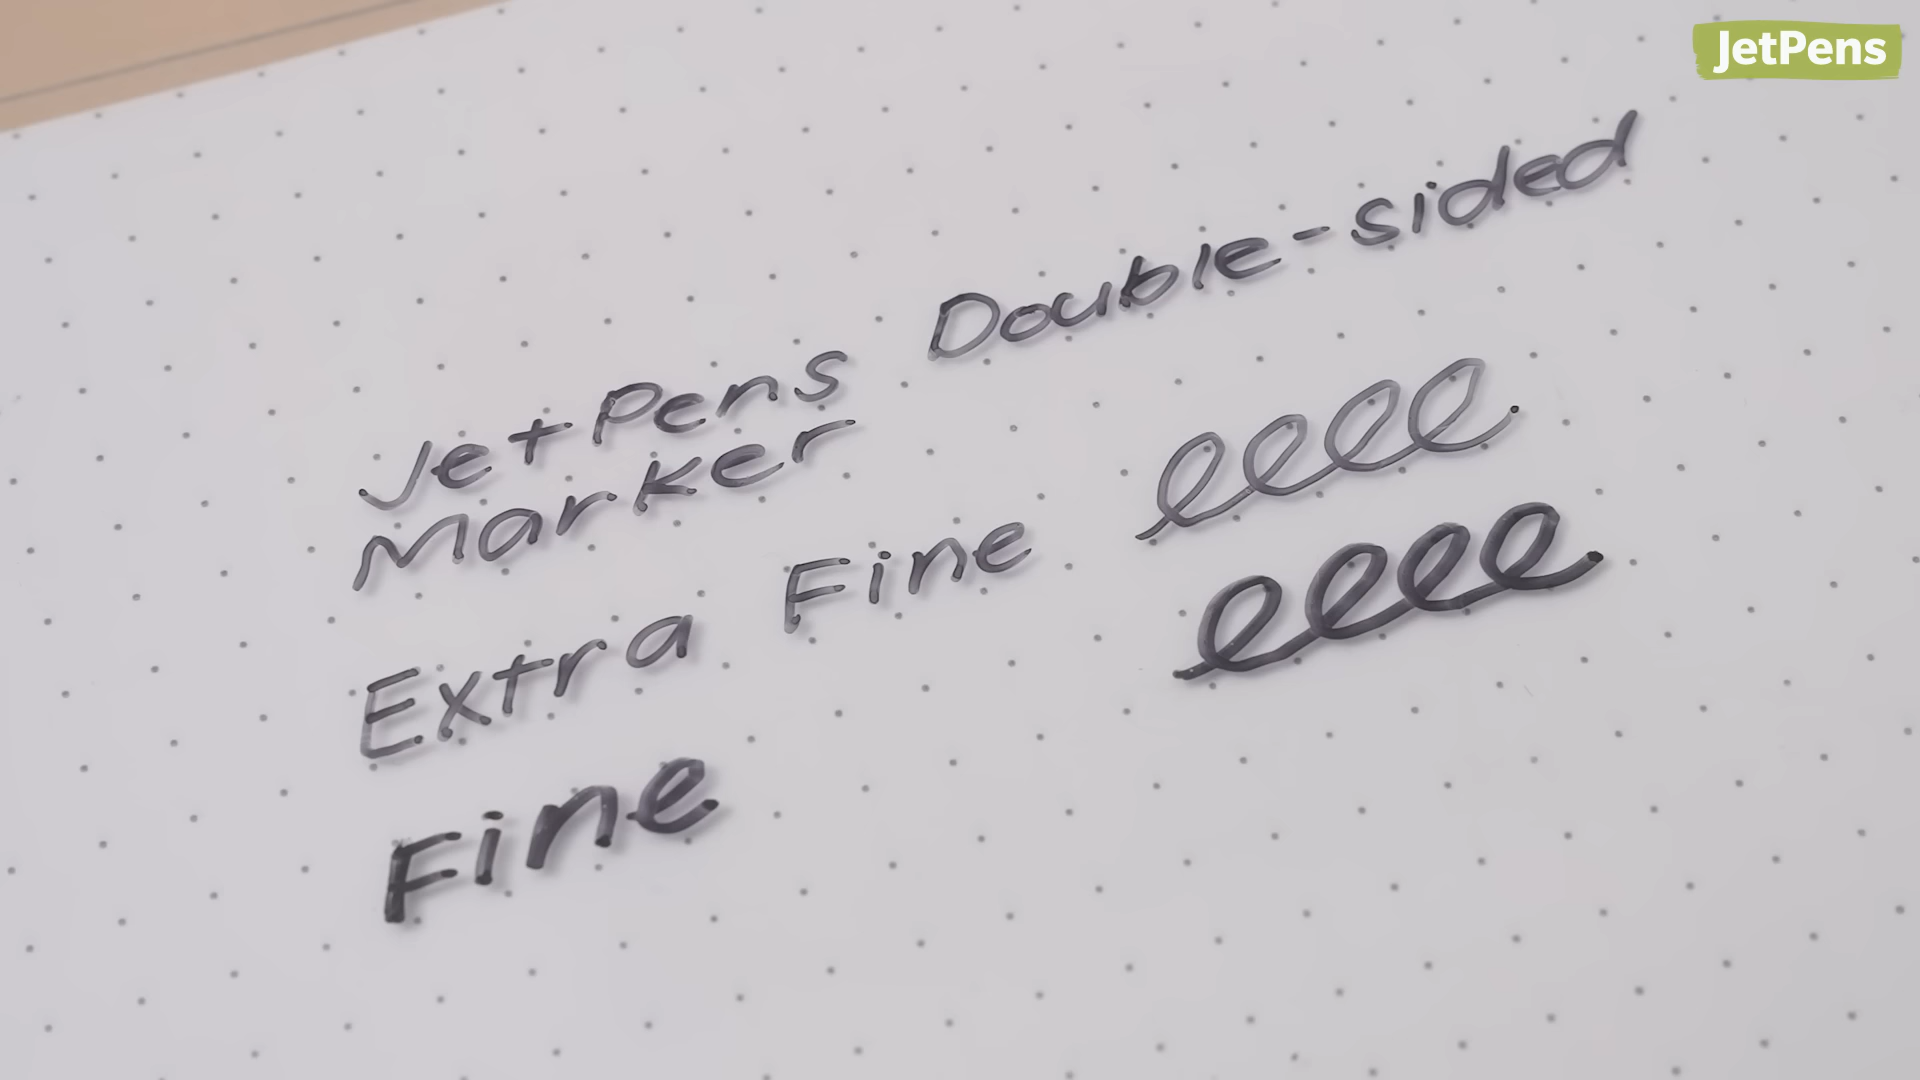 JetPens
JetPens Double-sided
Marker
Extra Fine
Fine